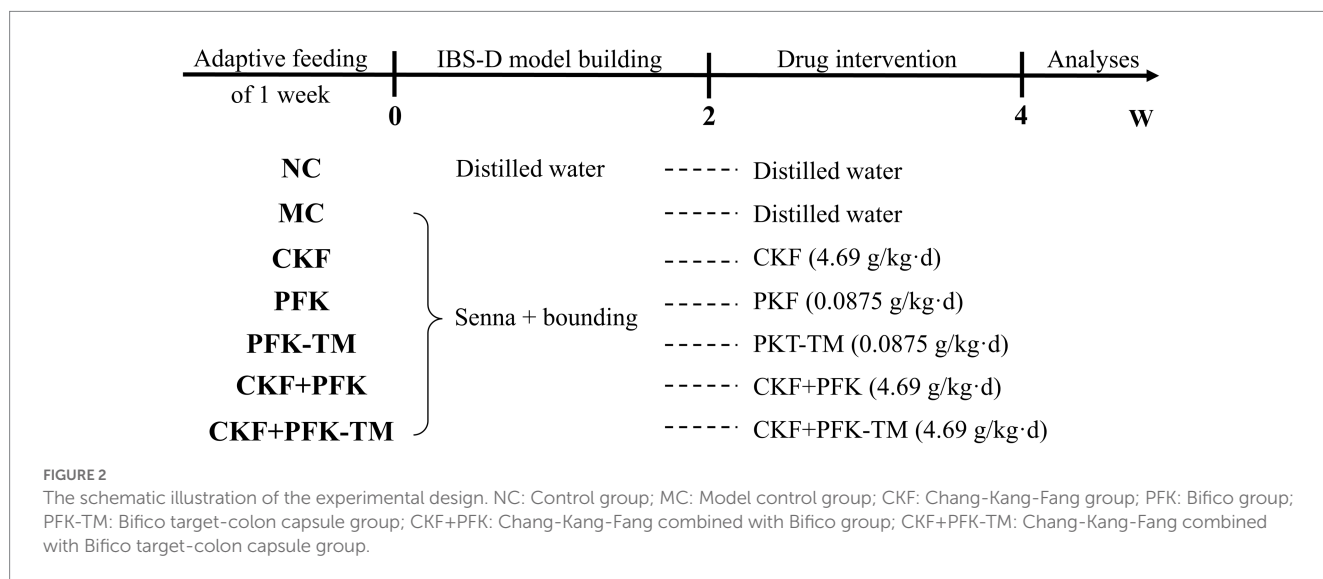 Adaptive feeding IBS-D model building Drug intervention Analyses
of 1 week
0 2 4 W
NC Distilled water Distilled water
MC Distilled water
CKF CKF (4.69 g/kg·d)
PFK PKF (0.0875 g/kg·d)
Senna + bounding
PFK-TM PKT-TM (0.0875 g/kg·d)
CKF+PFK CKF+PFK (4.69 g/kg·d)
CKF+PFK-TM CKF+PFK-TM (4.69 g/kg·d)
FIGURE 2
The schematic illustration of the experimental design. NC: Control group; MC: Model control group; CKF: Chang-Kang-Fang group; PFK: Bifico group;
PFK-TM: Bifico target-colon capsule group; CKF+PFK: Chang-Kang-Fang combined with Bifico group; CKF+PFK-TM: Chang-Kang-Fang combined
with Bifico target-colon capsule group.